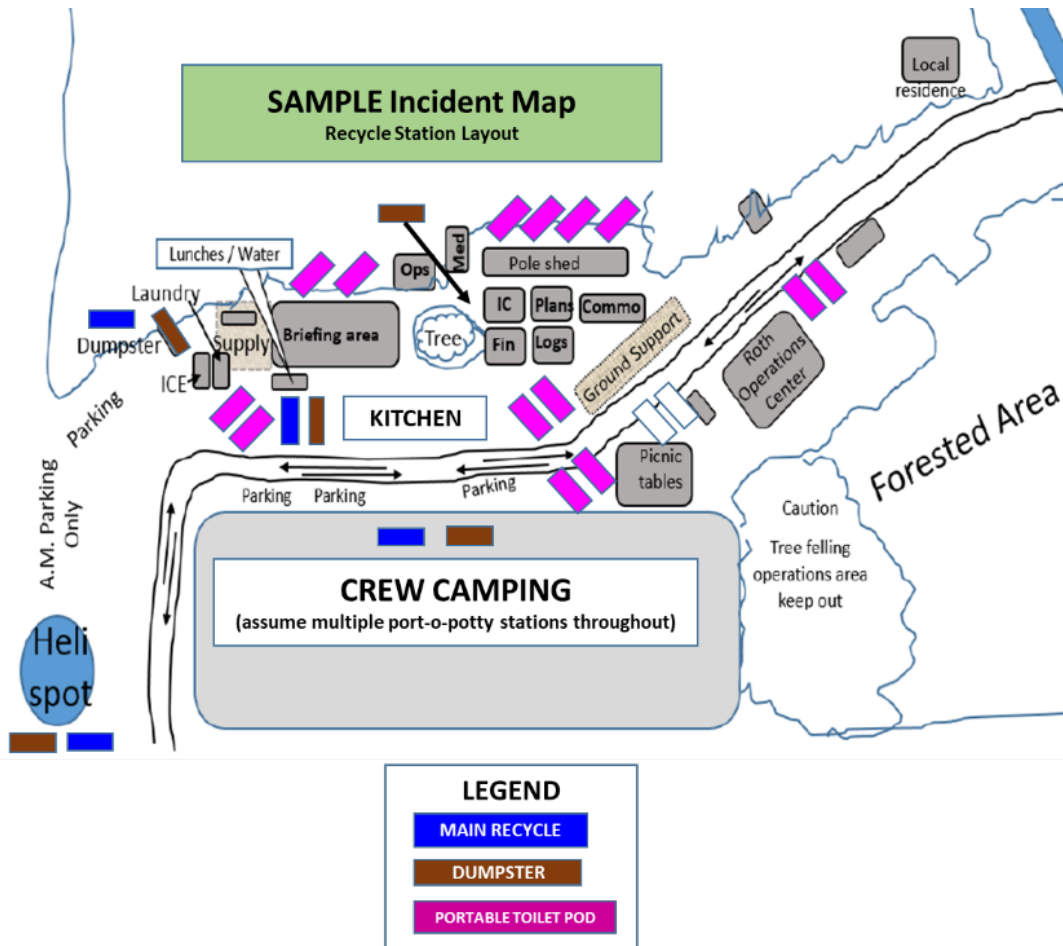 SAMPLE Incident Map
Recycle Station Layout
Local
residence
Lunches / Water
Laundry
Dumpster
ICE
Supply
Briefing area
Ops
Med
Pole shed
Tree
IC
Plans
Commo
Fin
Logs
Ground Support
Roth
Operations
Center
Parking
KITCHEN
Picnic
tables
Forested Area
A.M. Parking
Only
Parking
Parking
Parking
Caution
Tree felling
operations area
keep out
CREW CAMPING
(assume multiple port-o-potty stations throughout)
Heli
spot
LEGEND
MAIN RECYCLE
DUMPSTER
PORTABLE TOILET POD